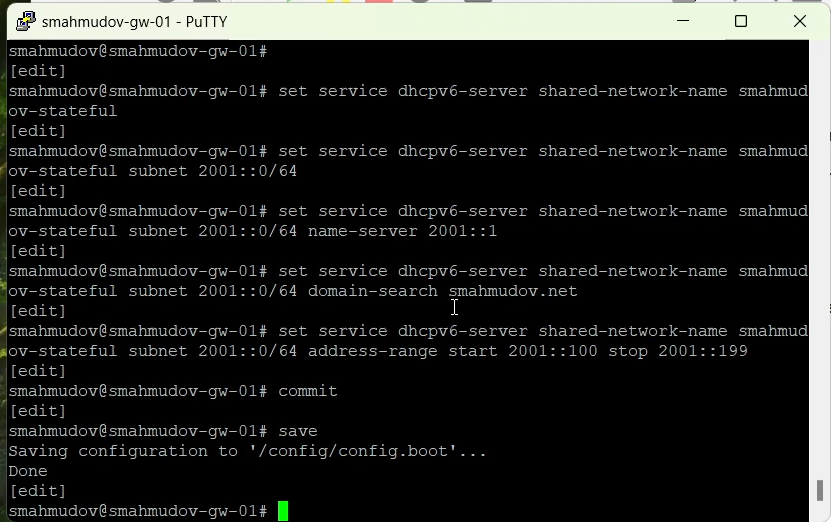 smahmudov-gw-01 - PuTTY
smahmudov@smahmudov-gw-01#
[edit]
smahmudov@smahmudov-gw-01# set service dhcpv6-server shared-network-name smahmud
ov-stateful
[edit]
smahmudov@smahmudov-gw-01# set service dhcpv6-server shared-network-name smahmud
ov-stateful subnet 2001::0/64
[edit]
smahmudov@smahmudov-gw-01# set service dhcpv6-server shared-network-name smahmud
ov-stateful subnet 2001::0/64 name-server 2001::1
[edit]
smahmudov@smahmudov-gw-01# set service dhcpv6-server shared-network-name smahmud
ov-stateful subnet 2001::0/64 domain-search smahmudov.net
[edit]
smahmudov@smahmudov-gw-01# set service dhcpv6-server shared-network-name smahmud
ov-stateful subnet 2001::0/64 address-range start 2001::100 stop 2001::199
[edit]
smahmudov@smahmudov-gw-01# commit
[edit]
smahmudov@smahmudov-gw-01# save
Saving configuration to '/config/config.boot'...
Done
[edit]
smahmudov@smahmudov-gw-01#